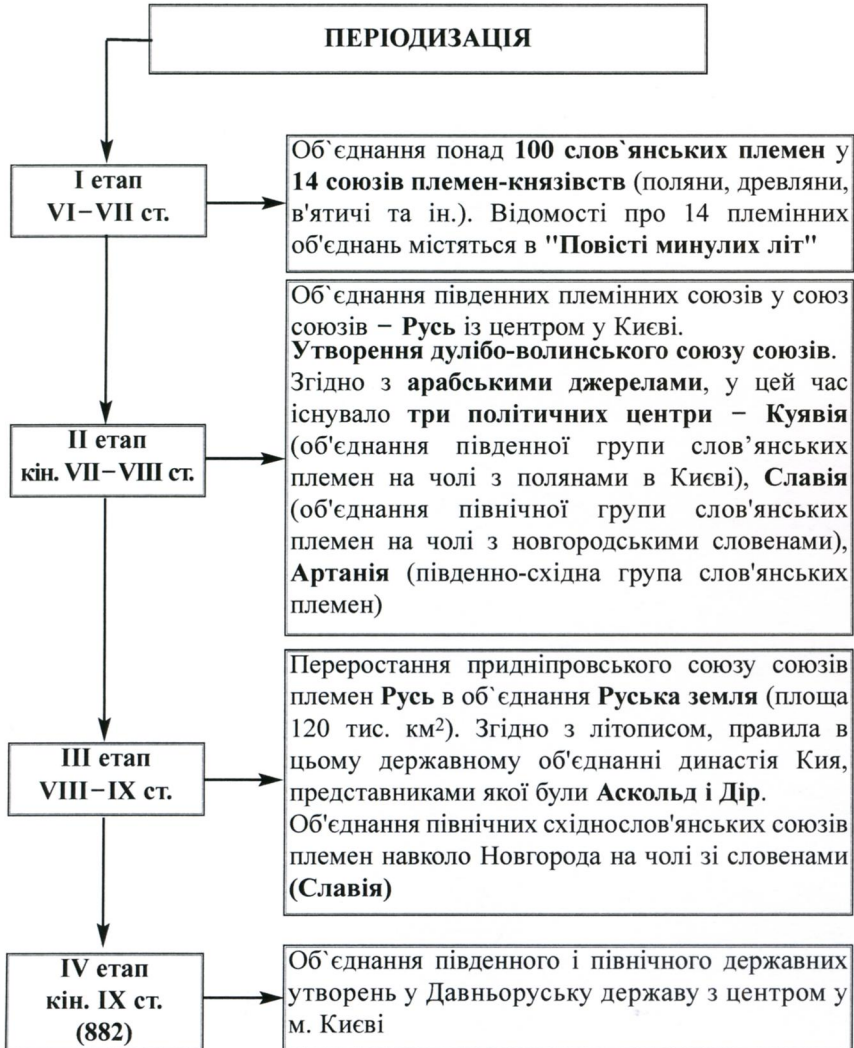 ПЕРІОДИЗАЦІЯ
I етап
VI−VII ст.
Об`єднання понад 100 слов`янських племен у
14 союзів племен-князівств (поляни, древляни,
в'ятичі та ін.). Відомості про 14 племінних
об'єднань містяться в "Повісті минулих літ"
II етап
кін. VII−VIII ст.
Об`єднання південних племінних союзів у союз
союзів − Русь із центром у Києві.
Утворення дулібо-волинського союзу союзів.
Згідно з арабськими джерелами, у цей час
існувало три політичних центри − Куявія
(об'єднання південної групи слов’янських
племен на чолі з полянами в Києві), Славія
(об'єднання північної групи слов'янських
племен на чолі з новгородськими словенами),
Артанія (південно-східна група слов'янських
племен)
III етап
VIII−IX ст.
Переростання придніпровського союзу союзів
племен Русь в об`єднання Руська земля (площа
120 тис. км²). Згідно з літописом, правила в
цьому державному об'єднанні династія Кия,
представниками якої були Аскольд і Дір.
Об'єднання північних східнослов'янських союзів
племен навколо Новгорода на чолі зі словенами
(Славія)
IV етап
кін. IX ст.
(882)
Об`єднання південного і північного державних
утворень у Давньоруську державу з центром у
м. Києві